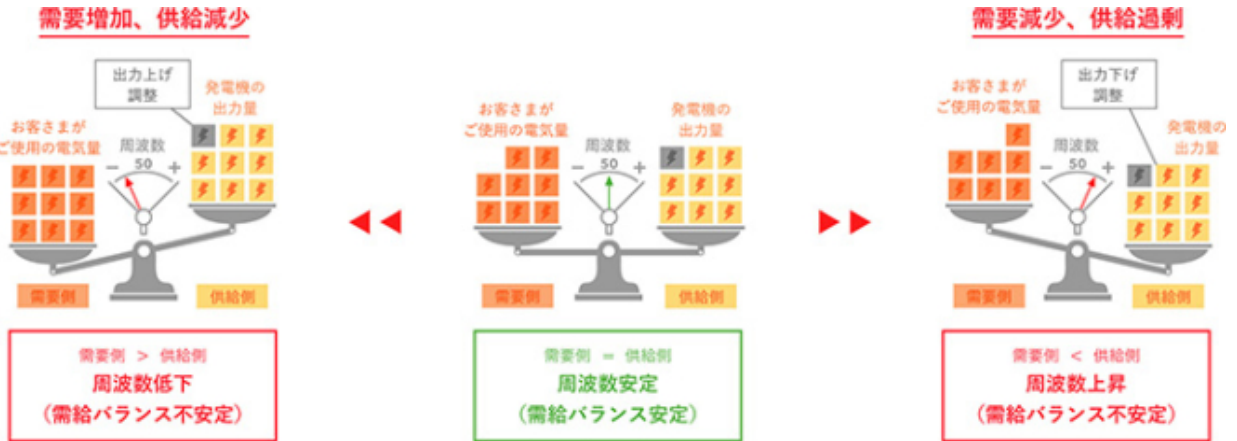 需要増加、供給減少
出力上げ
調整
発電機の
出力量
お客さまが
ご使用の電気量
周波数
− 50 +
需要側
供給側
需要側 > 供給側
周波数低下
(需給バランス不安定)
お客さまが
ご使用の電気量
発電機の
出力量
周波数
− 50 +
需要側
供給側
需要側 = 供給側
周波数安定
(需給バランス安定)
需要減少、供給過剰
出力下げ
調整
お客さまが
ご使用の電気量
発電機の
出力量
周波数
− 50 +
需要側
供給側
需要側 < 供給側
周波数上昇
(需給バランス不安定)